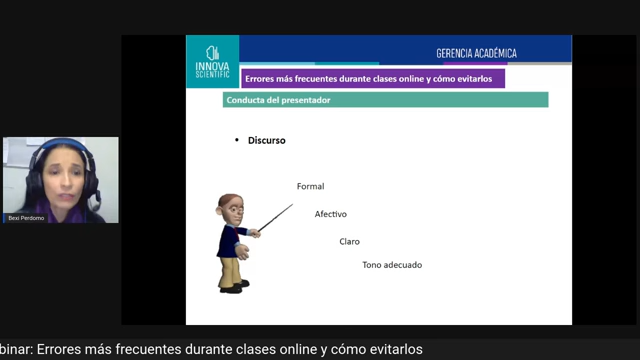 INNOVA
SCIENTIFIC
GERENCIA ACADÉMICA
Errores más frecuentes durante clases online y cómo evitarlos
Conducta del presentador
• Discurso
Formal
Afectivo
Claro
Tono adecuado
Bexi Perdomo
binar: Errores más frecuentes durante clases online y cómo evitarlos